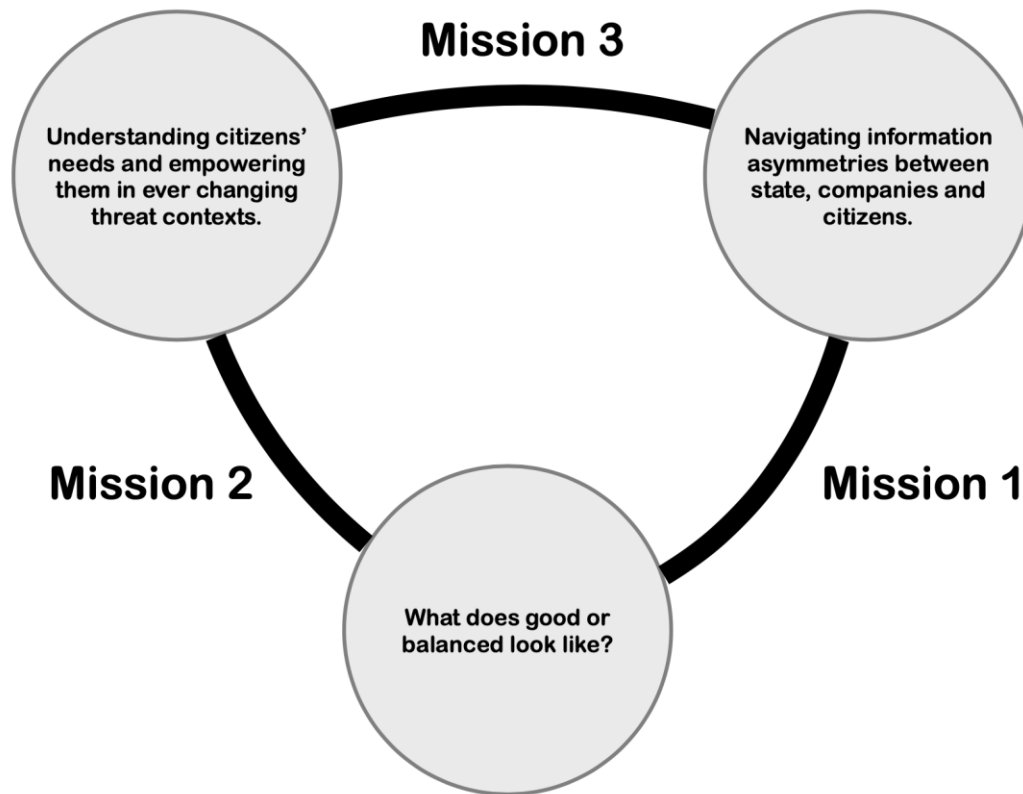 Mission 3
Understanding citizens’
needs and empowering
them in ever changing
threat contexts.
Navigating information
asymmetries between
state, companies and
citizens.
Mission 2
Mission 1
What does good or
balanced look like?